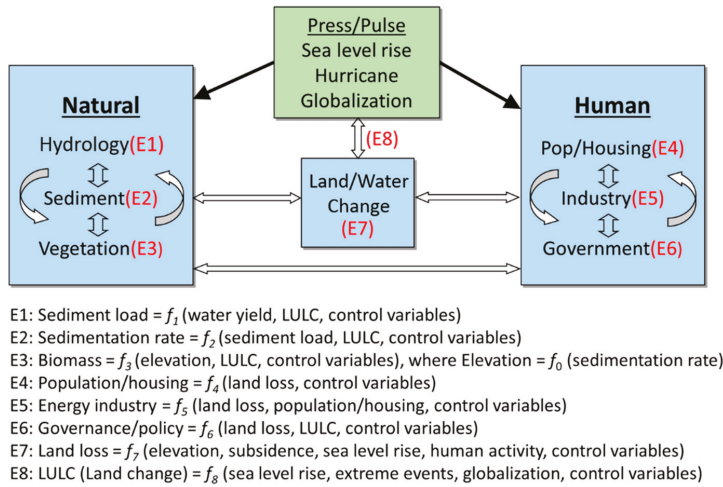 Press/Pulse
Sea level rise
Hurricane
Globalization
Natural
Hydrology(E1)
Sediment(E2)
Vegetation(E3)
(E8)
Land/Water
Change
(E7)
Human
Pop/Housing(E4)
Industry(E5)
Government(E6)
E1: Sediment load = f1 (water yield, LULC, control variables)
E2: Sedimentation rate = f2 (sediment load, LULC, control variables)
E3: Biomass = f3 (elevation, LULC, control variables), where Elevation = f0 (sedimentation rate)
E4: Population/housing = f4 (land loss, control variables)
E5: Energy industry = f5 (land loss, population/housing, control variables)
E6: Governance/policy = f6 (land loss, LULC, control variables)
E7: Land loss = f7 (elevation, subsidence, sea level rise, human activity, control variables)
E8: LULC (Land change) = f8 (sea level rise, extreme events, globalization, control variables)